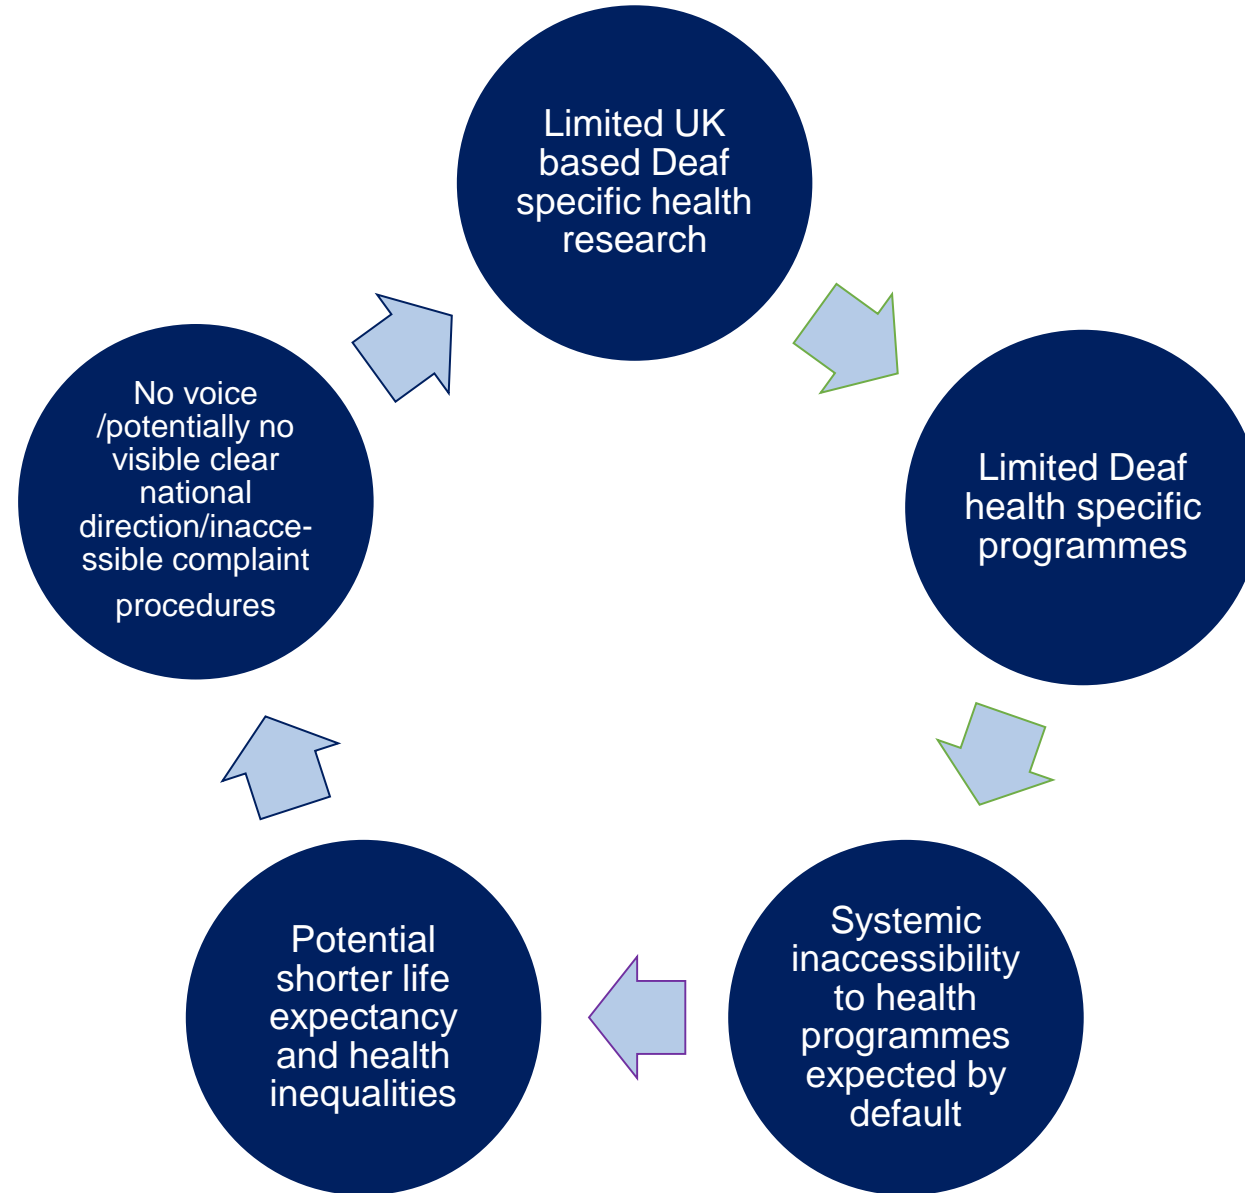 Limited UK
based Deaf
specific health
research
Limited Deaf
health specific
programmes
Systemic
inaccessibility
to health
programmes
expected by
default
Potential
shorter life
expectancy
and health
inequalities
No voice
/potentially no
visible clear
national
direction/inacce-
ssible complaint
procedures